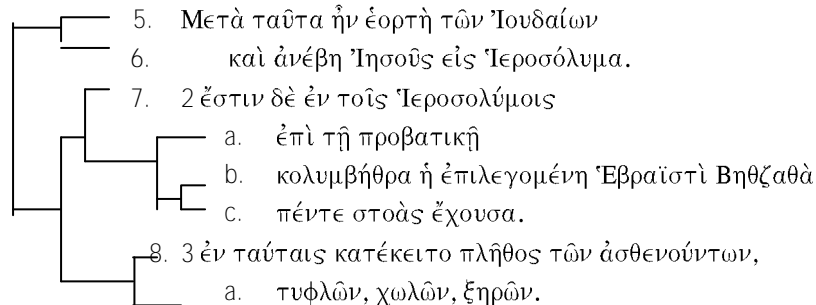 5. Μετὰ ταῦτα ἦν ἑορτὴ τῶν Ἰουδαίων
6. καὶ ἀνέβη Ἰησοῦς εἰς Ἱεροσόλυμα.
7. 2 ἔστιν δὲ ἐν τοῖς Ἱεροσολύμοις
a. ἐπὶ τῇ προβατικῇ
b. κολυμβήθρα ἡ ἐπιλεγομένη Ἑβραϊστὶ Βηθζαθὰ
c. πέντε στοὰς ἔχουσα.
8. 3 ἐν ταύταις κατέκειτο πλῆθος τῶν ἀσθενούντων,
a. τυφλῶν, χωλῶν, ξηρῶν.